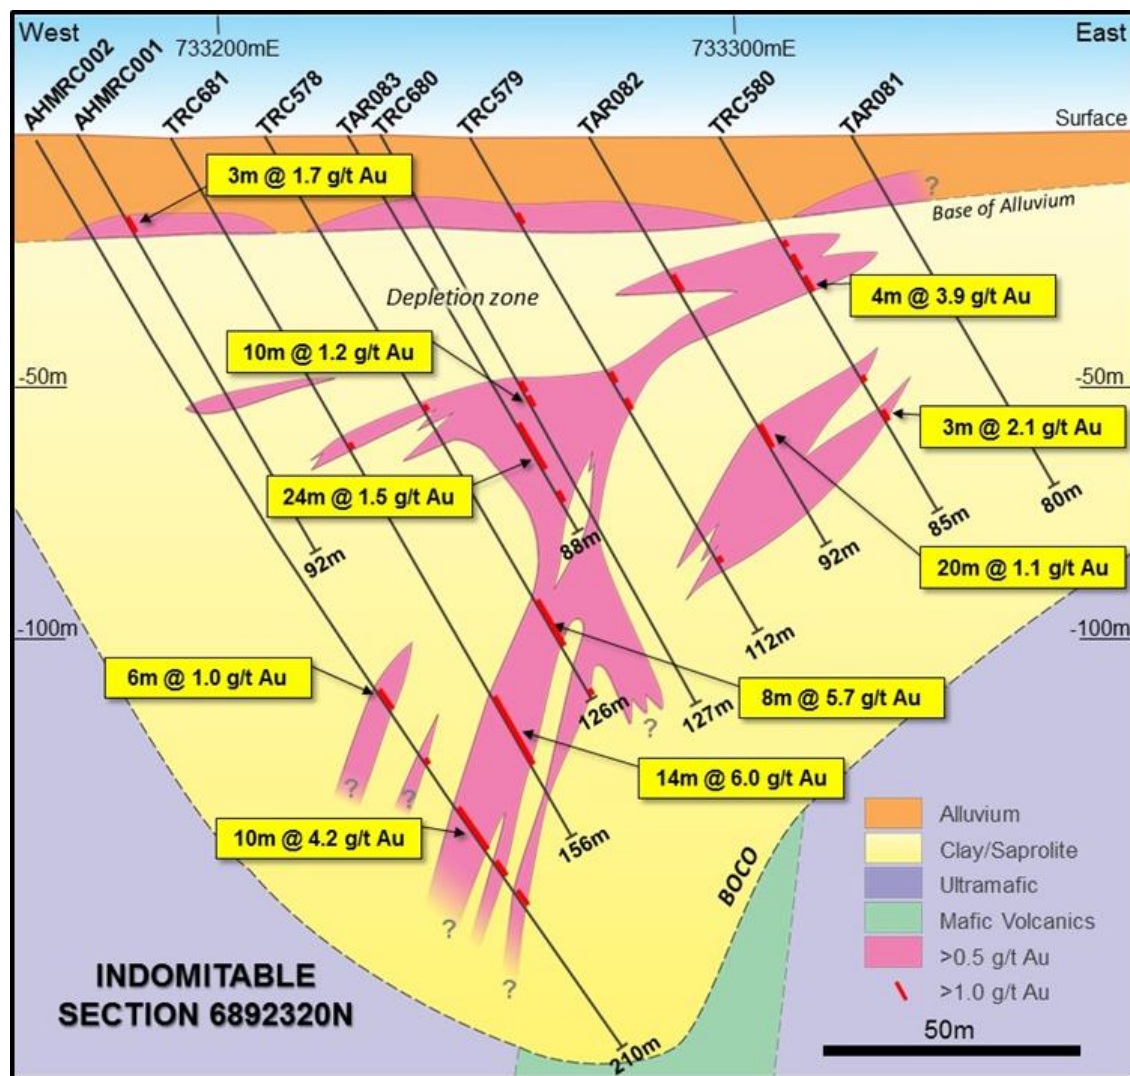 West
East
733200mE
733300mE
AHMRC002
AHMRC001
TRC681
TRC578
TAR083
TRC680
TRC579
TAR082
TRC580
TAR081
Surface
3m @ 1.7 g/t Au
?
Base of Alluvium
Depletion zone
4m @ 3.9 g/t Au
10m @ 1.2 g/t Au
-50m
-50m
3m @ 2.1 g/t Au
24m @ 1.5 g/t Au
80m
85m
88m
92m
92m
20m @ 1.1 g/t Au
-100m
-100m
112m
6m @ 1.0 g/t Au
8m @ 5.7 g/t Au
126m
127m
?
14m @ 6.0 g/t Au
?
?
10m @ 4.2 g/t Au
156m
BOCO
?
?
Alluvium
Clay/Saprolite
Ultramafic
Mafic Volcanics
>0.5 g/t Au
>1.0 g/t Au
INDOMITABLE
SECTION 6892320N
50m
210m